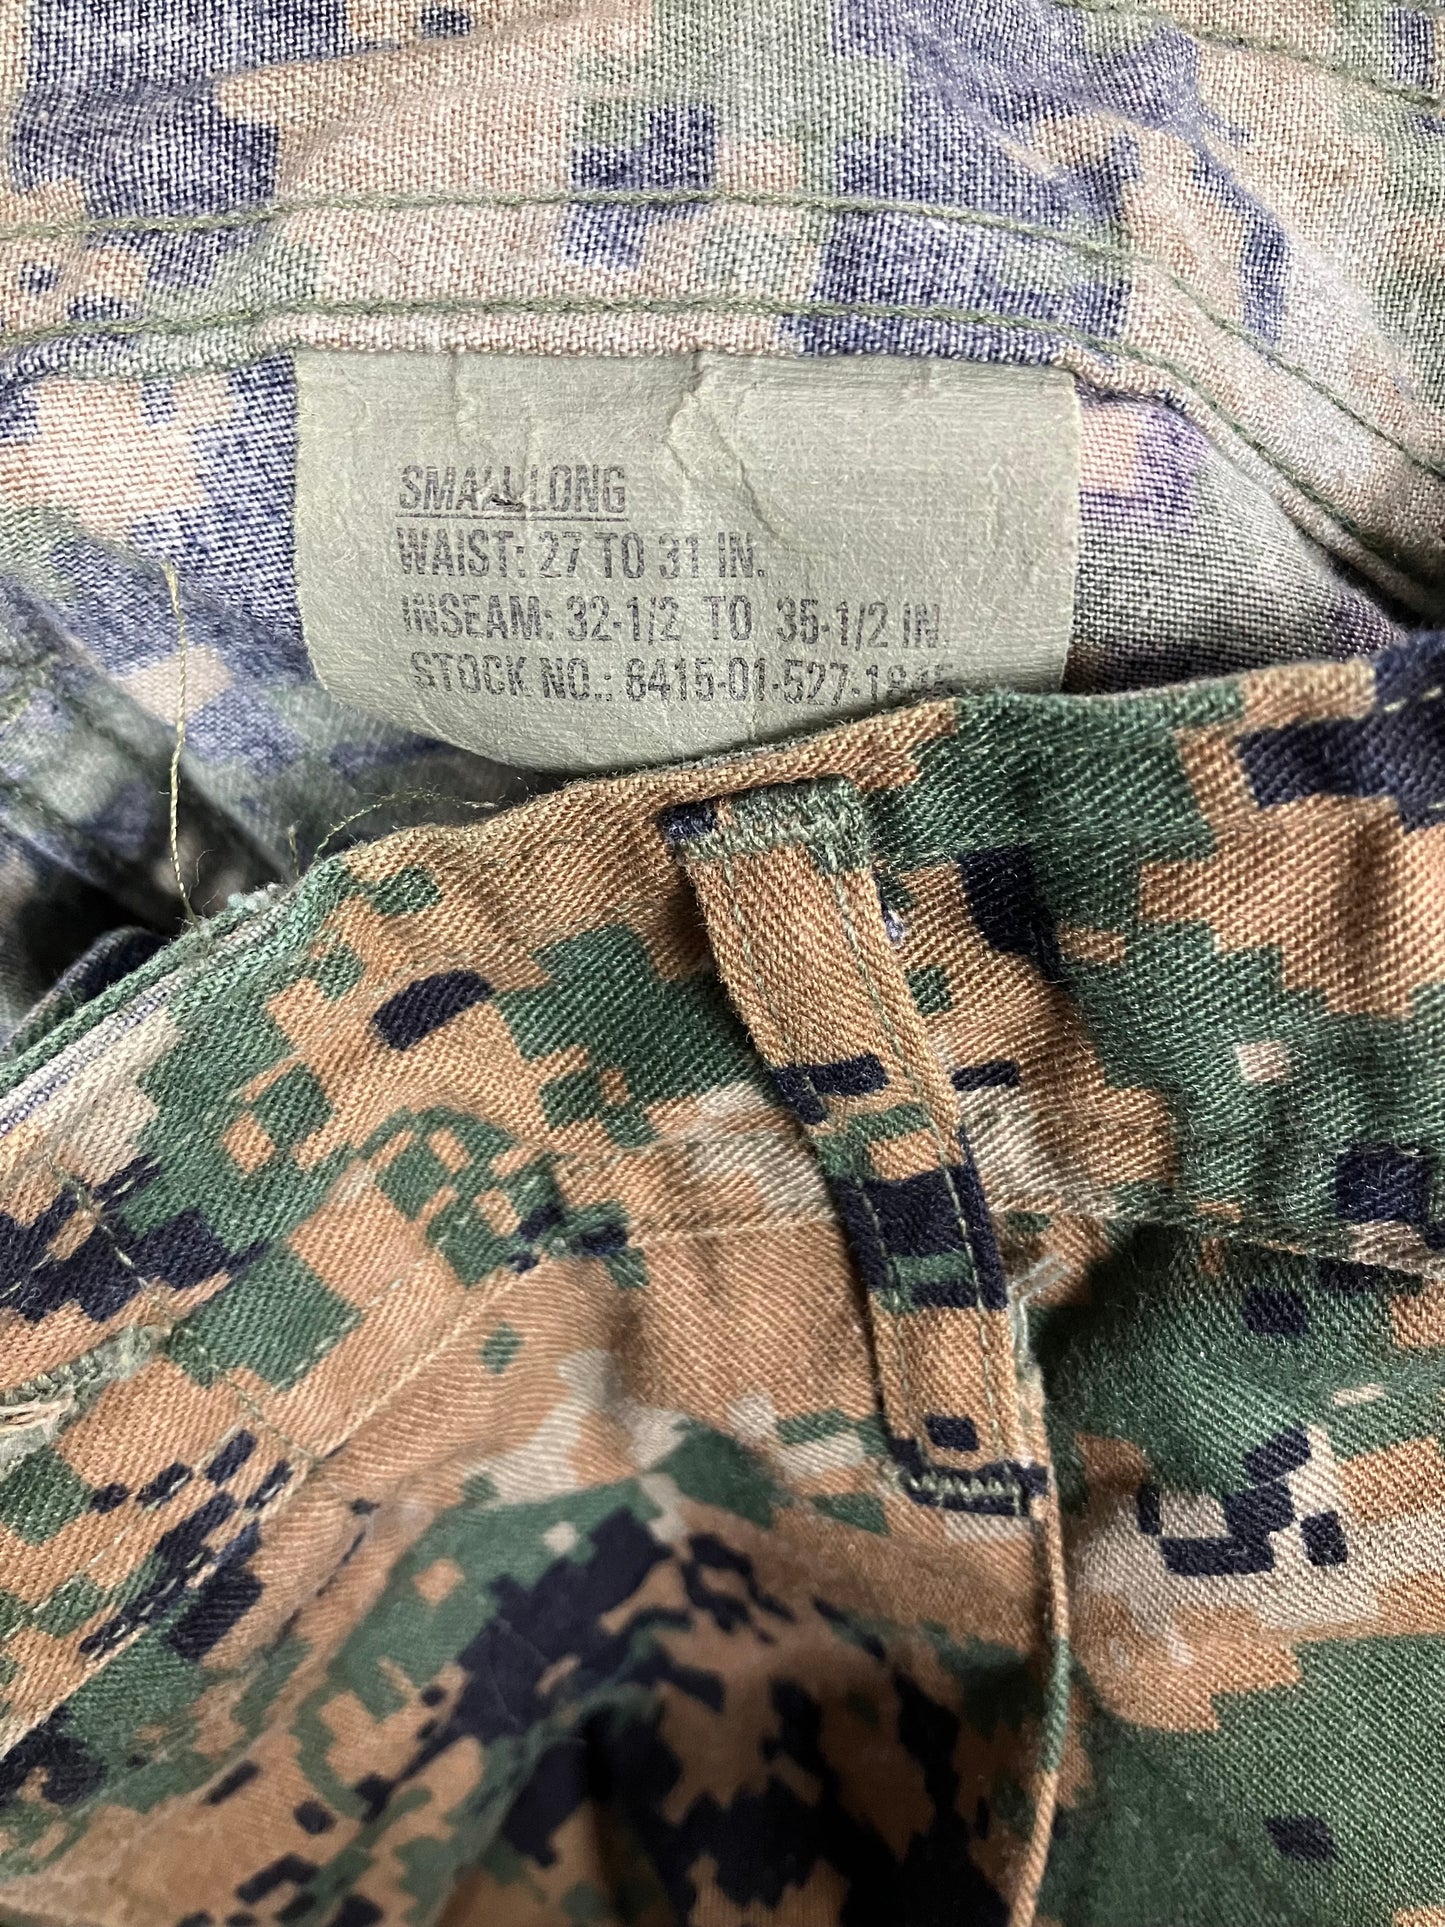 SMALL LONG
WAIST: 27 TO 31 IN.
INSEAM: 32-1/2 TO 35-1/2 IN.
STOCK NO.: 8415-01-527-1845